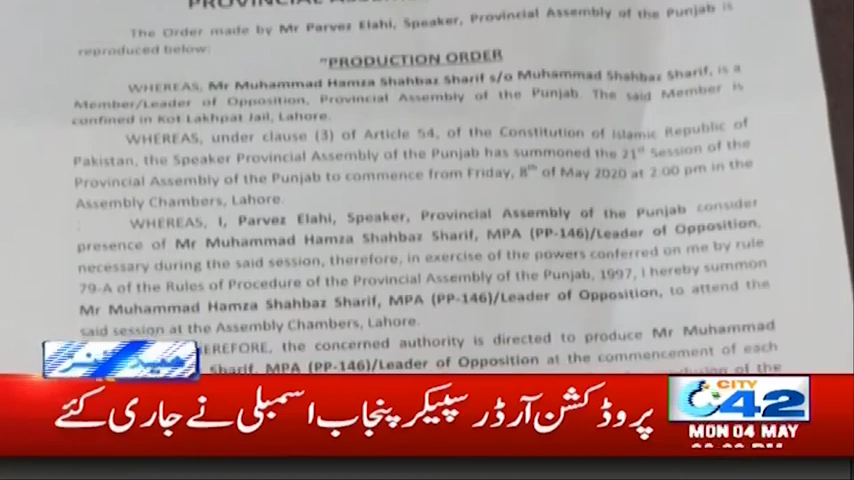 PROVINCIAL
The Order made by Mr Parvez Elahi, Speaker, Provincial Assembly of the Punjab is
reproduced below:
"PRODUCTION ORDER
WHEREAS, Mr Muhammad Hamza Shahbaz Sharif s/o Muhammad Shahbaz Sharif, is a
Member/Leader of Opposition, Provincial Assembly of the Punjab. The said Member is
confined in Kot Lakhpat Jail, Lahore.
WHEREAS, under clause (3) of Article 54, of the Constitution of Islamic Republic of
Pakistan, the Speaker Provincial Assembly of the Punjab has summoned the 21st Session of the
Provincial Assembly of the Punjab to commence from Friday, 8th of May 2020 at 2:00 pm in the
Assembly Chambers, Lahore.
WHEREAS, I, Parvez Elahi, Speaker, Provincial Assembly of the Punjab consider
presence of Mr Muhammad Hamza Shahbaz Sharif, MPA (PP-146)/Leader of Opposition,
necessary during the said session, therefore, in exercise of the powers conferred on me by rule
79-A of the Rules of Procedure of the Provincial Assembly of the Punjab, 1997, I hereby summon
Mr Muhammad Hamza Shahbaz Sharif, MPA (PP-146)/Leader of Opposition, to attend the
said session at the Assembly Chambers, Lahore.
HEREFORE, the concerned authority is directed to produce Mr Muhammad
Sharif, MPA (PP-146)/Leader of Opposition at the commencement of each
of the
ہیڈ لائنز
پروڈکشن آرڈر سپیکر پنجاب اسمبلی نے جاری کئے
CITY
42
MON 04 MAY